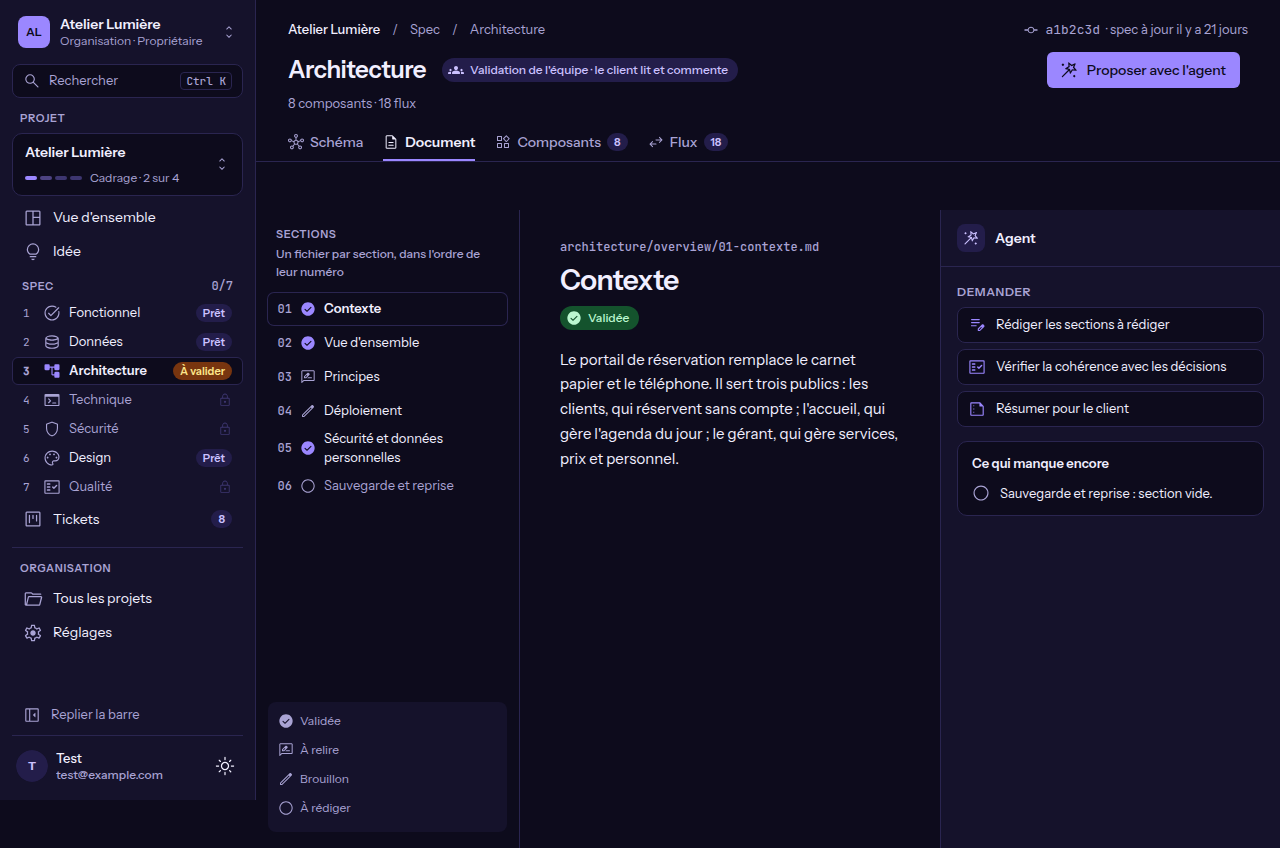 AL
Atelier Lumière
Organisation · Propriétaire
Rechercher
Ctrl K
PROJET
Atelier Lumière
Cadrage · 2 sur 4
Vue d'ensemble
Idée
SPEC 0/7
1 Fonctionnel Prêt
2 Données Prêt
3 Architecture À valider
4 Technique
5 Sécurité
6 Design Prêt
7 Qualité
Tickets 8
ORGANISATION
Tous les projets
Réglages
Replier la barre
T
Test
test@example.com
Atelier Lumière / Spec / Architecture
a1b2c3d · spec à jour il y a 21 jours
Architecture
Validation de l'équipe · le client lit et commente
Proposer avec l'agent
8 composants · 18 flux
Schéma
Document
Composants 8
Flux 18
SECTIONS
Un fichier par section, dans l'ordre de
leur numéro
01 Contexte
02 Vue d'ensemble
03 Principes
04 Déploiement
05 Sécurité et données
personnelles
06 Sauvegarde et reprise
Validée
À relire
Brouillon
À rédiger
architecture/overview/01-contexte.md
Contexte
Validée
Le portail de réservation remplace le carnet
papier et le téléphone. Il sert trois publics : les
clients, qui réservent sans compte ; l'accueil, qui
gère l'agenda du jour ; le gérant, qui gère services,
prix et personnel.
Agent
DEMANDER
Rédiger les sections à rédiger
Vérifier la cohérence avec les décisions
Résumer pour le client
Ce qui manque encore
Sauvegarde et reprise : section vide.